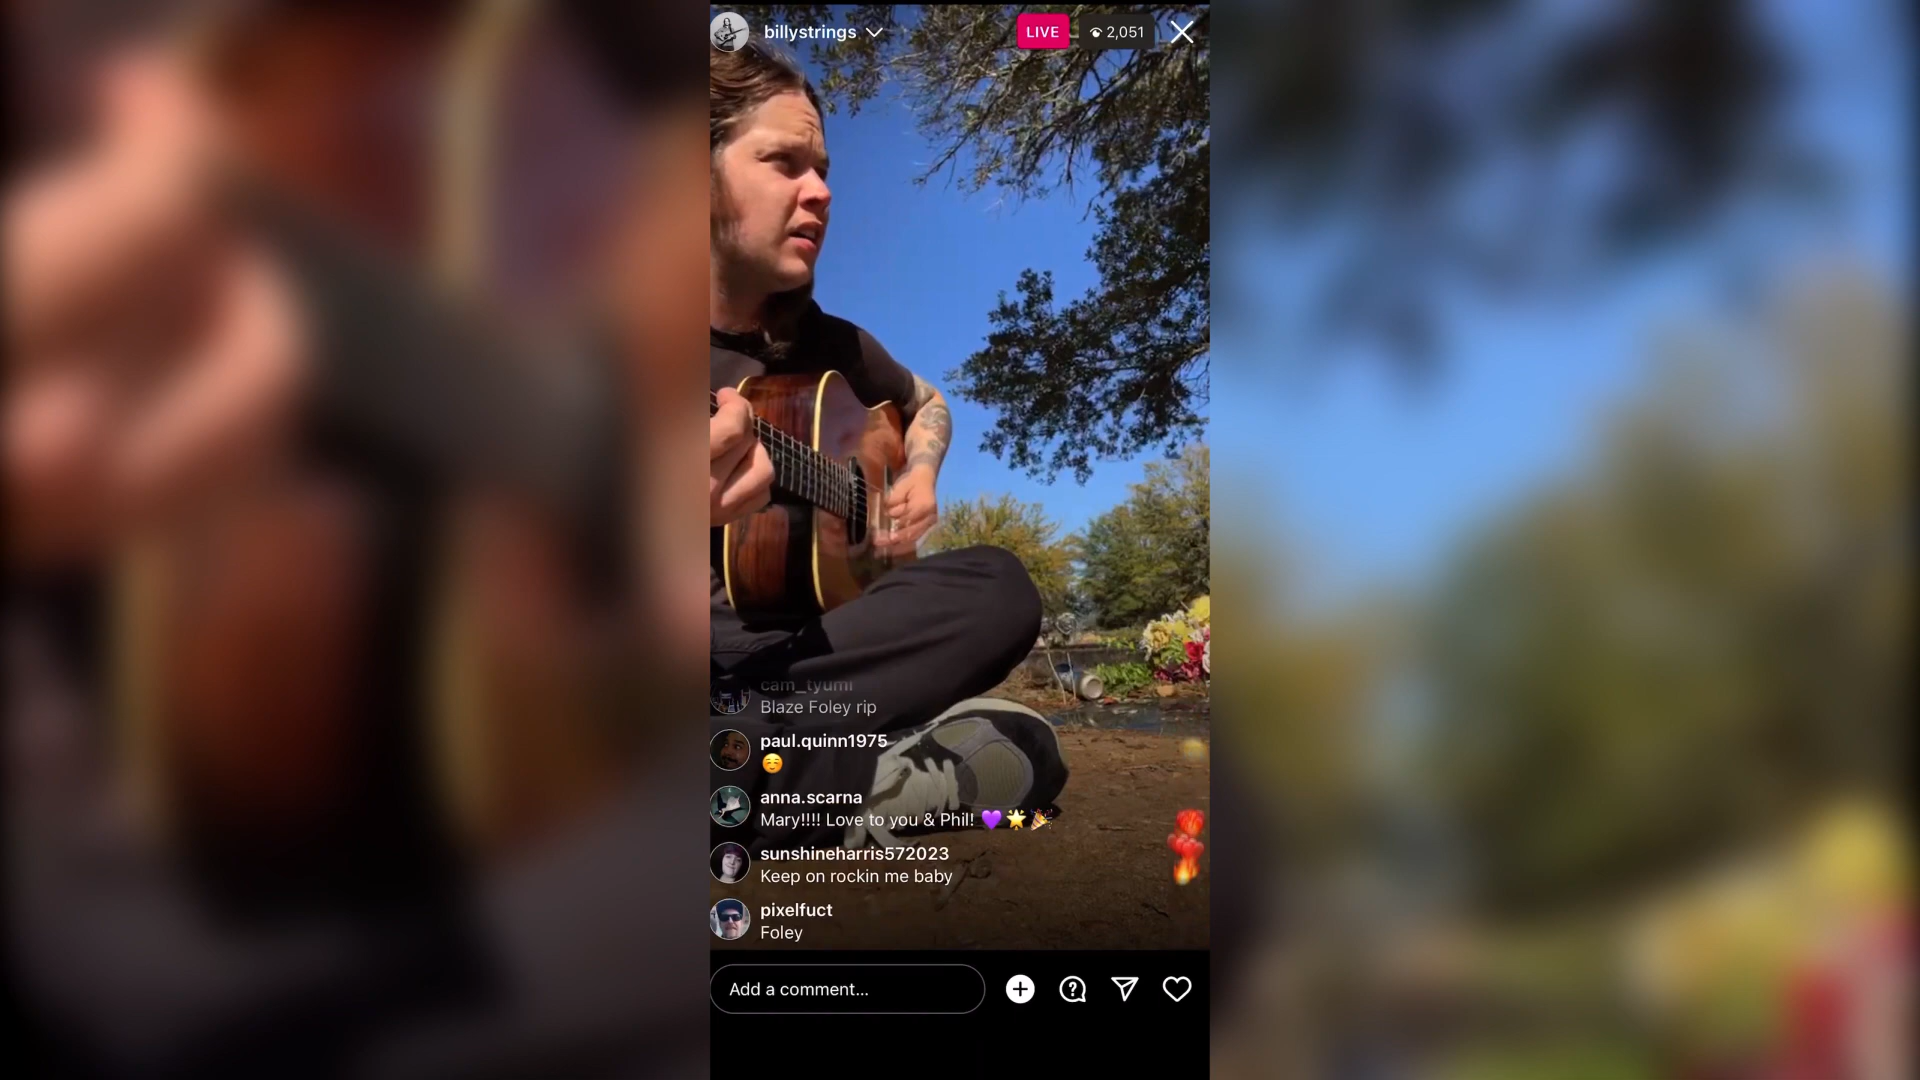 billystrings
LIVE
2,051
cam_tyumi
Blaze Foley rip
paul.quinn1975
☺️
anna.scarna
Mary!!!! Love to you & Phil! 💜🌟🎉
sunshineharris572023
Keep on rockin me baby
pixelfuct
Foley
Add a comment...